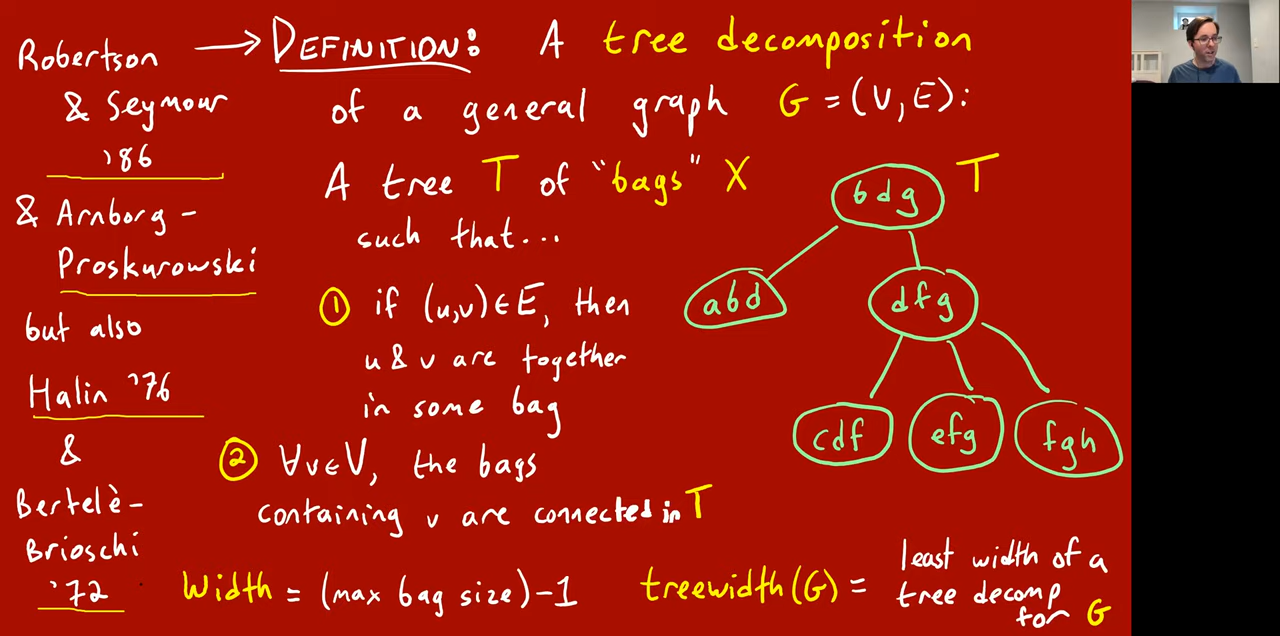 Robertson
& Seymour
'86
& Arnborg -
Proskurowski
but also
Halin '76
&
Bertelè-
Brioschi
'72
→ DEFINITION: A tree decomposition
of a general graph G = (V, E):
A tree T of "bags" X
such that...
① if (u,v) ∈ E, then
u & v are together
in some bag
② ∀v∈V, the bags
containing v are connected in T
Width = (max bag size) - 1
treewidth(G) = least width of a
tree decomp
for G
T
bdg
abd
dfg
cdf
efg
fgh